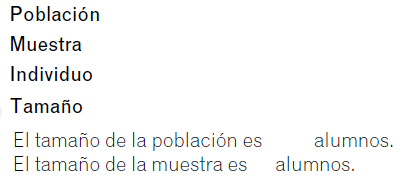 Población
Muestra
Individuo
Tamaño
El tamaño de la población es alumnos.
El tamaño de la muestra es alumnos.